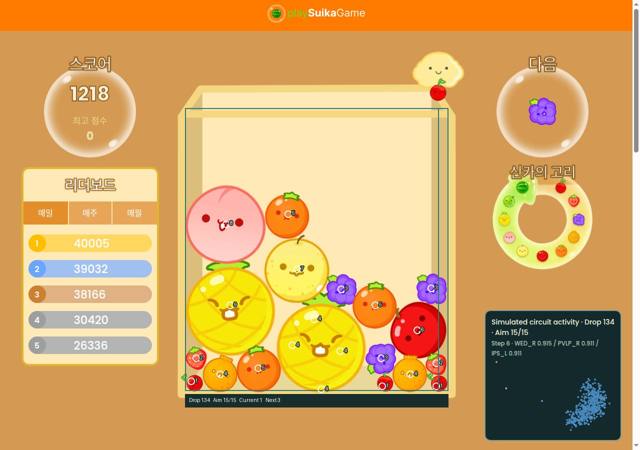 playSuikaGame
스코어
1218
최고 점수
0
리더보드
매일
매주
매월
1 40005
2 39032
3 38166
4 30420
5 26336
다음
신카의 고리
Simulated circuit activity · Drop 134
· Aim 15/15
Step 6 · WED_R 0.915 / PVLP_R 0.911 /
IPS_L 0.911
Drop 134 Aim 15/15 Current 1 Next 3